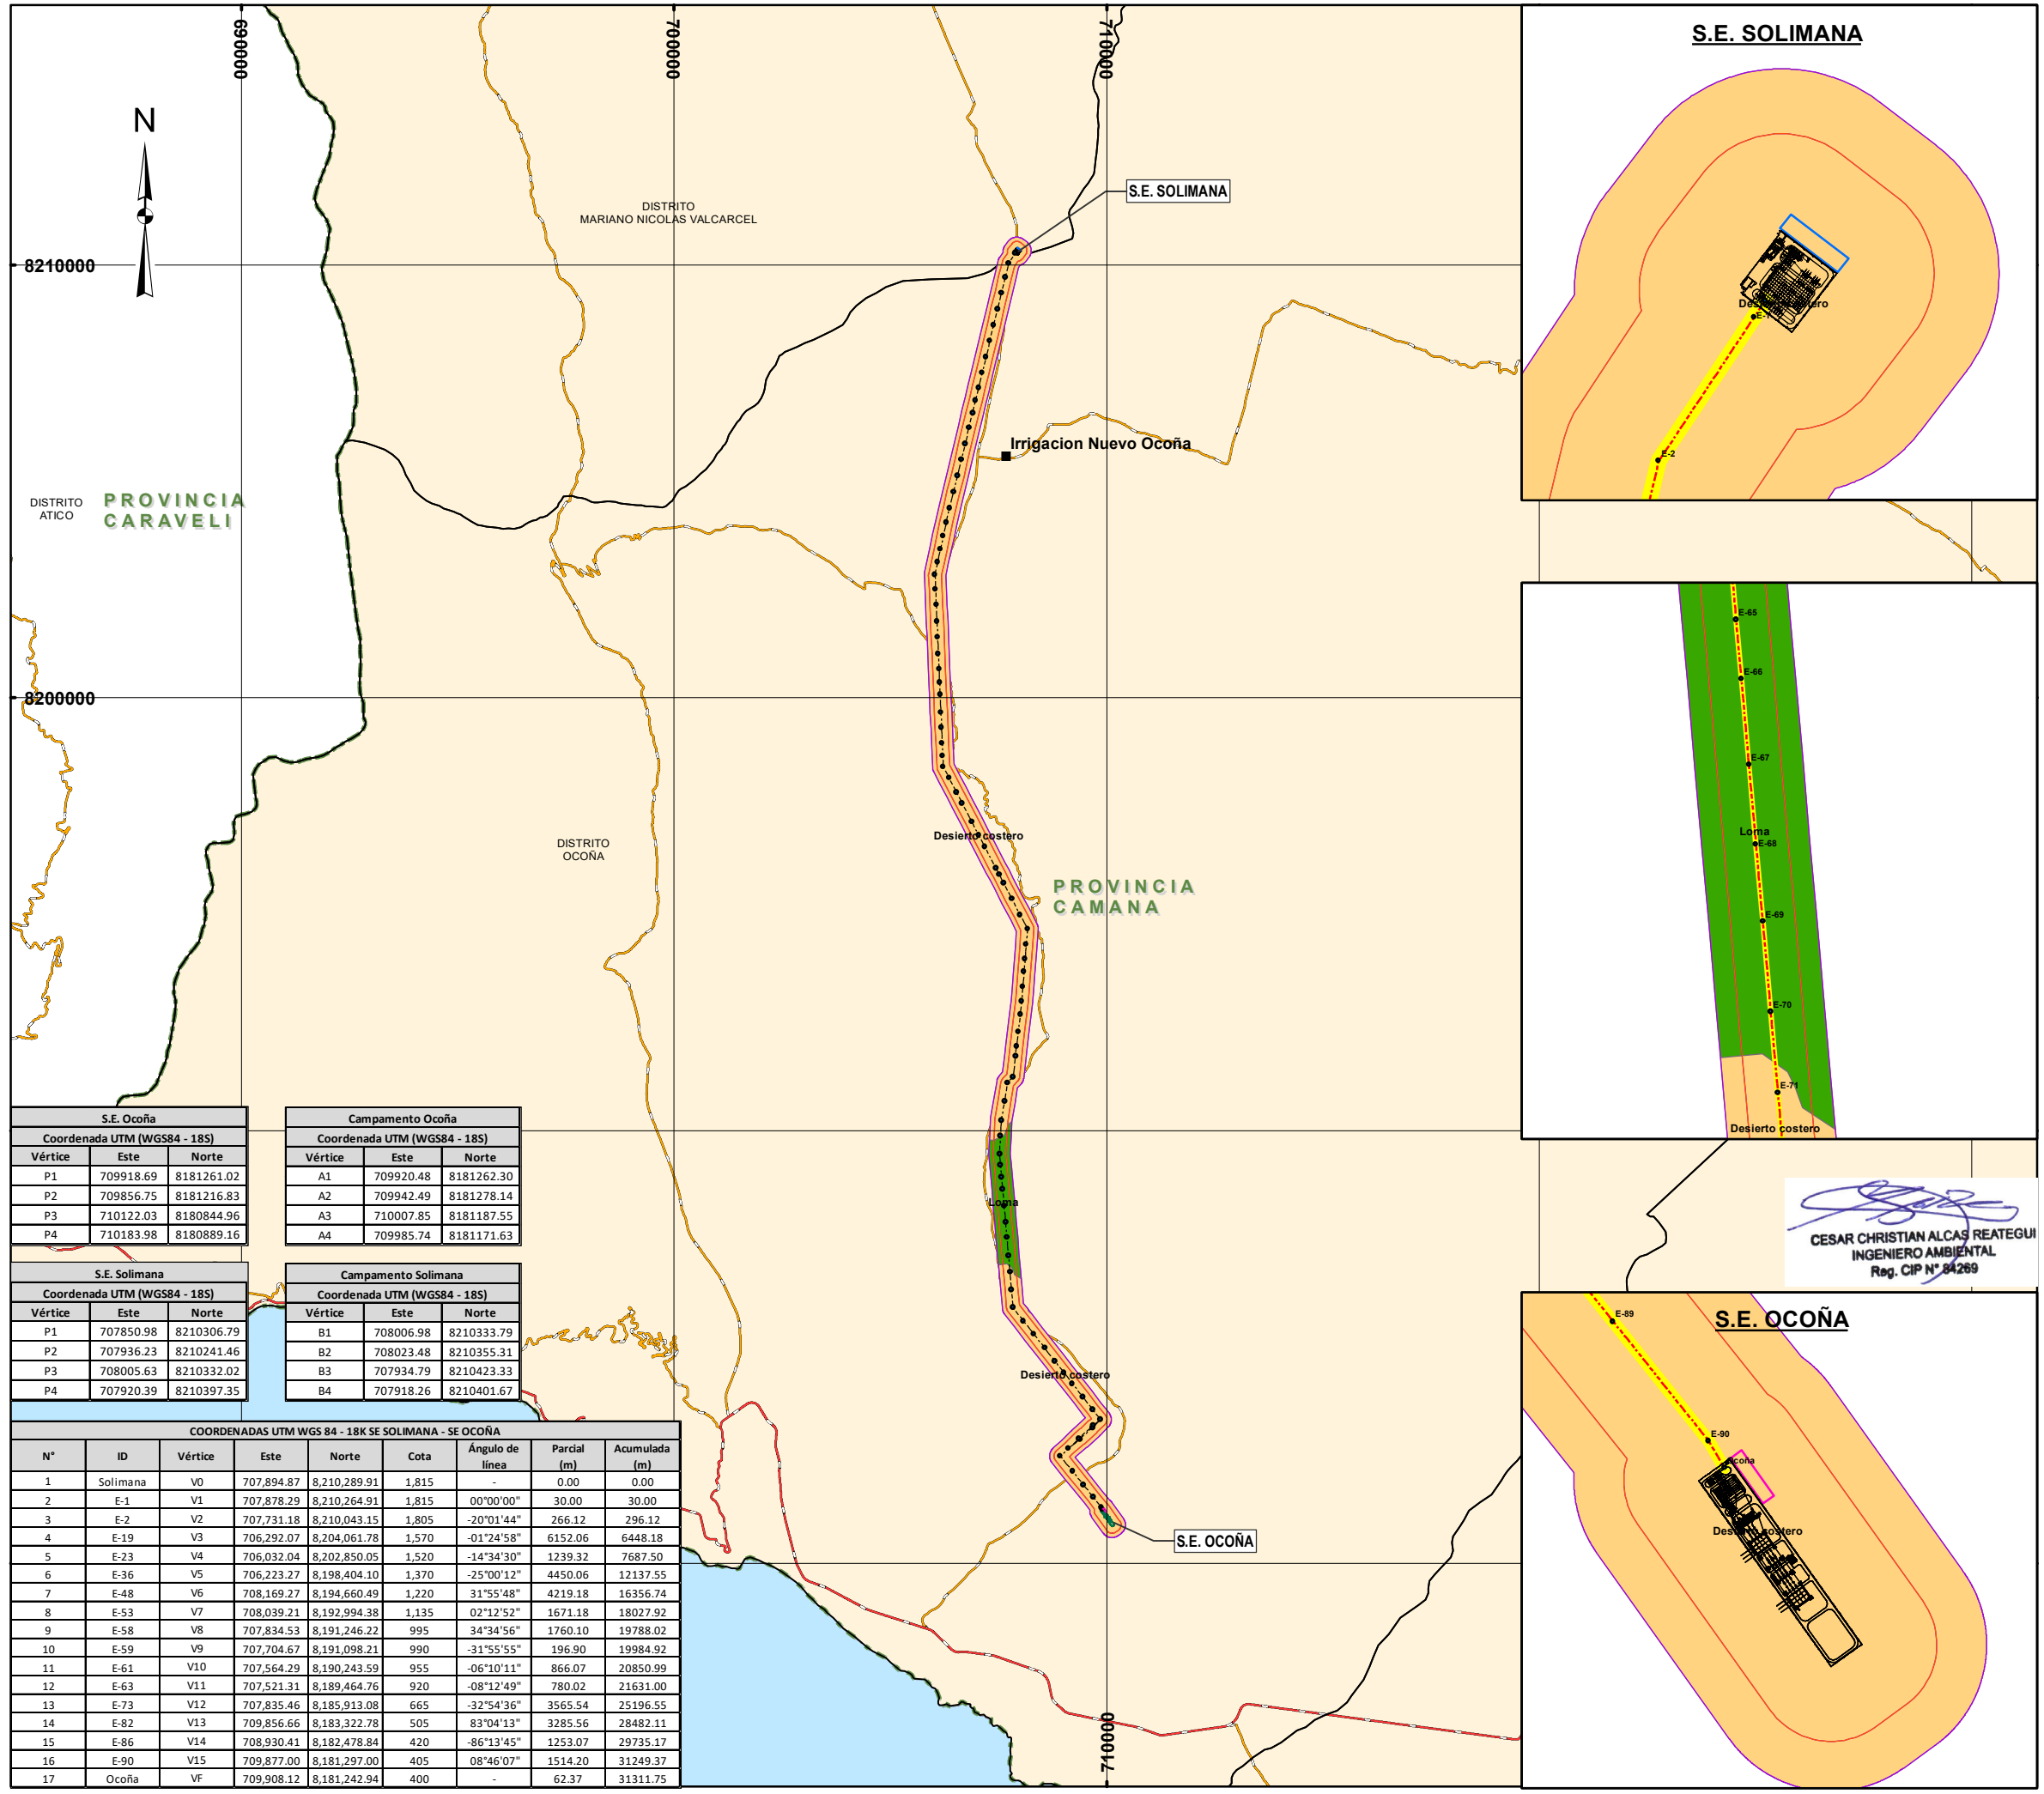 690000
700000
710000
N
8210000
8200000
DISTRITO
MARIANO NICOLAS VALCARCEL
S.E. SOLIMANA
Irrigacion Nuevo Ocoña
DISTRITO
ATICO
PROVINCIA
CARAVELI
DISTRITO
OCOÑA
Desierto costero
PROVINCIA
CAMANA
Loma
Desierto costero
S.E. OCOÑA
710000
S.E. SOLIMANA
Desierto costero
E-1
E-2
E-65
E-66
E-67
Loma
E-68
E-69
E-70
E-71
Desierto costero
CESAR CHRISTIAN ALCAS REATEGUI
INGENIERO AMBIENTAL
Reg. CIP N° 84269
S.E. OCOÑA
E-89
E-90
Ocoña
Desierto costero
S.E. Ocoña
Coordenada UTM (WGS84 - 18S)
Vértice Este Norte
P1 709918.69 8181261.02
P2 709856.75 8181216.83
P3 710122.03 8180844.96
P4 710183.98 8180889.16
Campamento Ocoña
Coordenada UTM (WGS84 - 18S)
Vértice Este Norte
A1 709920.48 8181262.30
A2 709942.49 8181278.14
A3 710007.85 8181187.55
A4 709985.74 8181171.63
S.E. Solimana
Coordenada UTM (WGS84 - 18S)
Vértice Este Norte
P1 707850.98 8210306.79
P2 707936.23 8210241.46
P3 708005.63 8210332.02
P4 707920.39 8210397.35
Campamento Solimana
Coordenada UTM (WGS84 - 18S)
Vértice Este Norte
B1 708006.98 8210333.79
B2 708023.48 8210355.31
B3 707934.79 8210423.33
B4 707918.26 8210401.67
COORDENADAS UTM WGS 84 - 18K SE SOLIMANA - SE OCOÑA
N° ID Vértice Este Norte Cota Ángulo de línea Parcial (m) Acumulada (m)
1 Solimana V0 707,894.87 8,210,289.91 1,815 - 0.00 0.00
2 E-1 V1 707,878.29 8,210,264.91 1,815 00°00'00" 30.00 30.00
3 E-2 V2 707,731.18 8,210,043.15 1,805 -20°01'44" 266.12 296.12
4 E-19 V3 706,292.07 8,204,061.78 1,570 -01°24'58" 6152.06 6448.18
5 E-23 V4 706,032.04 8,202,850.05 1,520 -14°34'30" 1239.32 7687.50
6 E-36 V5 706,223.27 8,198,404.10 1,370 -25°00'12" 4450.06 12137.55
7 E-48 V6 708,169.27 8,194,660.49 1,220 31°55'48" 4219.18 16356.74
8 E-53 V7 708,039.21 8,192,994.38 1,135 02°12'52" 1671.18 18027.92
9 E-58 V8 707,834.53 8,191,246.22 995 34°34'56" 1760.10 19788.02
10 E-59 V9 707,704.67 8,191,098.21 990 -31°55'55" 196.90 19984.92
11 E-61 V10 707,564.29 8,190,243.59 955 -06°10'11" 866.07 20850.99
12 E-63 V11 707,521.31 8,189,464.76 920 -08°12'49" 780.02 21631.00
13 E-73 V12 707,835.46 8,185,913.08 665 -32°54'36" 3565.54 25196.55
14 E-82 V13 709,856.66 8,183,322.78 505 83°04'13" 3285.56 28482.11
15 E-86 V14 708,930.41 8,182,478.84 420 -86°13'45" 1253.07 29735.17
16 E-90 V15 709,877.00 8,181,297.00 405 08°46'07" 1514.20 31249.37
17 Ocoña VF 709,908.12 8,181,242.94 400 - 62.37 31311.75